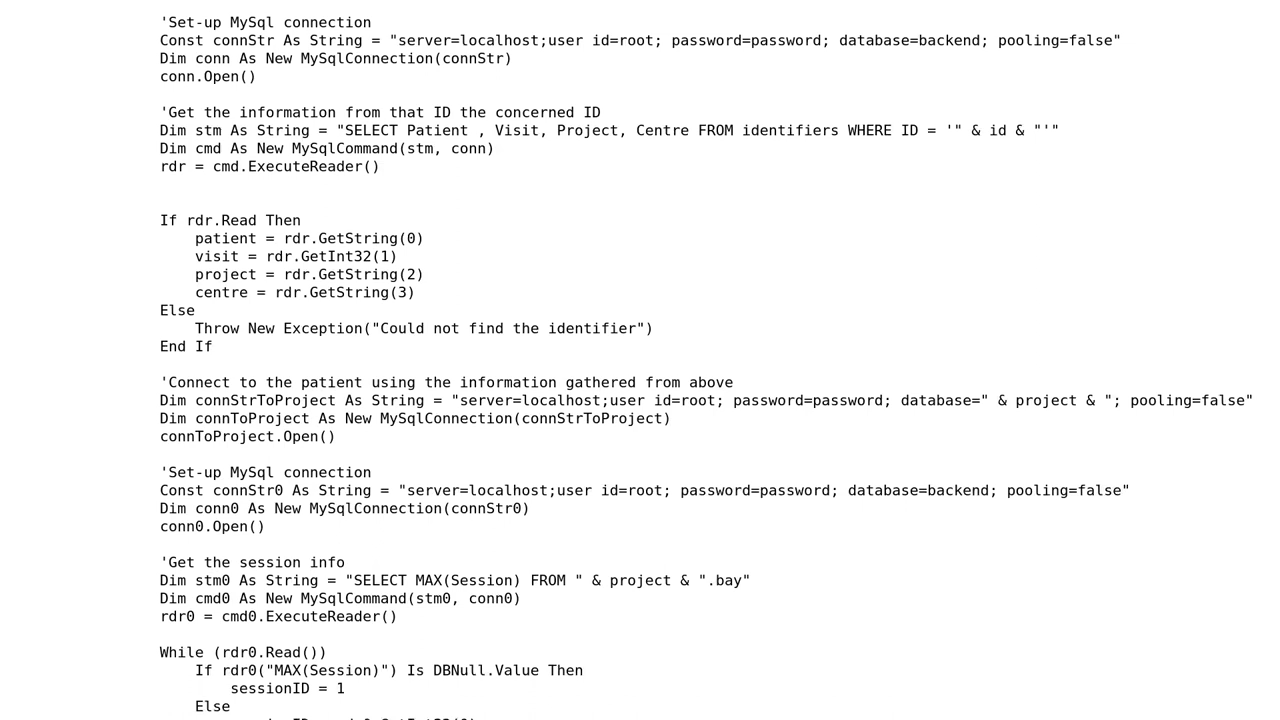 'Set-up MySql connection
Const connStr As String = "server=localhost;user id=root; password=password; database=backend; pooling=false"
Dim conn As New MySqlConnection(connStr)
conn.Open()
'Get the information from that ID the concerned ID
Dim stm As String = "SELECT Patient , Visit, Project, Centre FROM identifiers WHERE ID = '" & id & "'"
Dim cmd As New MySqlCommand(stm, conn)
rdr = cmd.ExecuteReader()
If rdr.Read Then
patient = rdr.GetString(0)
visit = rdr.GetInt32(1)
project = rdr.GetString(2)
centre = rdr.GetString(3)
Else
Throw New Exception("Could not find the identifier")
End If
'Connect to the patient using the information gathered from above
Dim connStrToProject As String = "server=localhost;user id=root; password=password; database=" & project & "; pooling=false"
Dim connToProject As New MySqlConnection(connStrToProject)
connToProject.Open()
'Set-up MySql connection
Const connStr0 As String = "server=localhost;user id=root; password=password; database=backend; pooling=false"
Dim conn0 As New MySqlConnection(connStr0)
conn0.Open()
'Get the session info
Dim stm0 As String = "SELECT MAX(Session) FROM " & project & ".bay"
Dim cmd0 As New MySqlCommand(stm0, conn0)
rdr0 = cmd0.ExecuteReader()
While (rdr0.Read())
If rdr0("MAX(Session)") Is DBNull.Value Then
sessionID = 1
Else